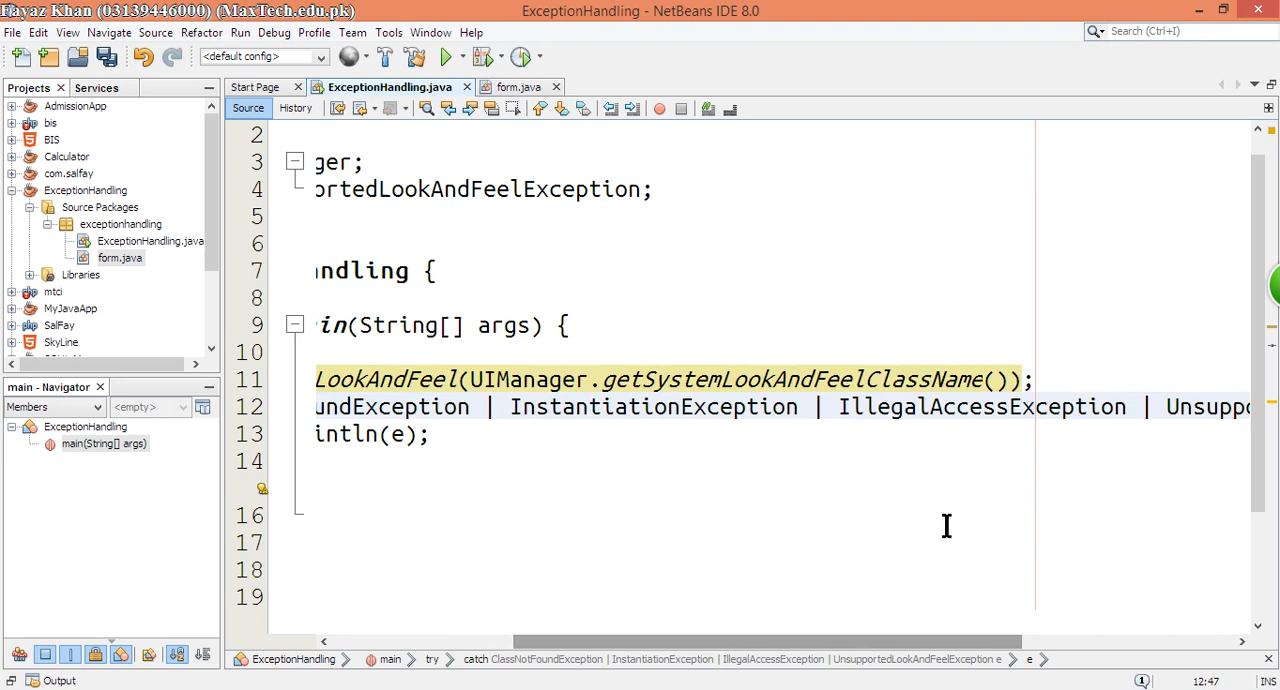 Fayaz Khan (03139446000) (MaxTech.edu.pk)
ExceptionHandling - NetBeans IDE 8.0
File Edit View Navigate Source Refactor Run Debug Profile Team Tools Window Help
Search (Ctrl+I)
<default config>
Projects
Services
Start Page
ExceptionHandling.java
form.java
AdmissionApp
bis
BIS
Calculator
com.salfay
ExceptionHandling
Source Packages
exceptionhandling
ExceptionHandling.java
form.java
Libraries
mtci
MyJavaApp
SalFay
SkyLine
Source History
2
3 ger;
4 ortedLookAndFeelException;
5
6
7 andling {
8
9 in(String[] args) {
10
11 LookAndFeel(UIManager.getSystemLookAndFeelClassName());
12 undException | InstantiationException | IllegalAccessException | Unsuppo
13 intln(e);
14
16
17
18
19
main - Navigator
Members
<empty>
ExceptionHandling
main(String[] args)
ExceptionHandling main try catch ClassNotFoundException | InstantiationException | IllegalAccessException | UnsupportedLookAndFeelException e e
Output
1
12:47
INS